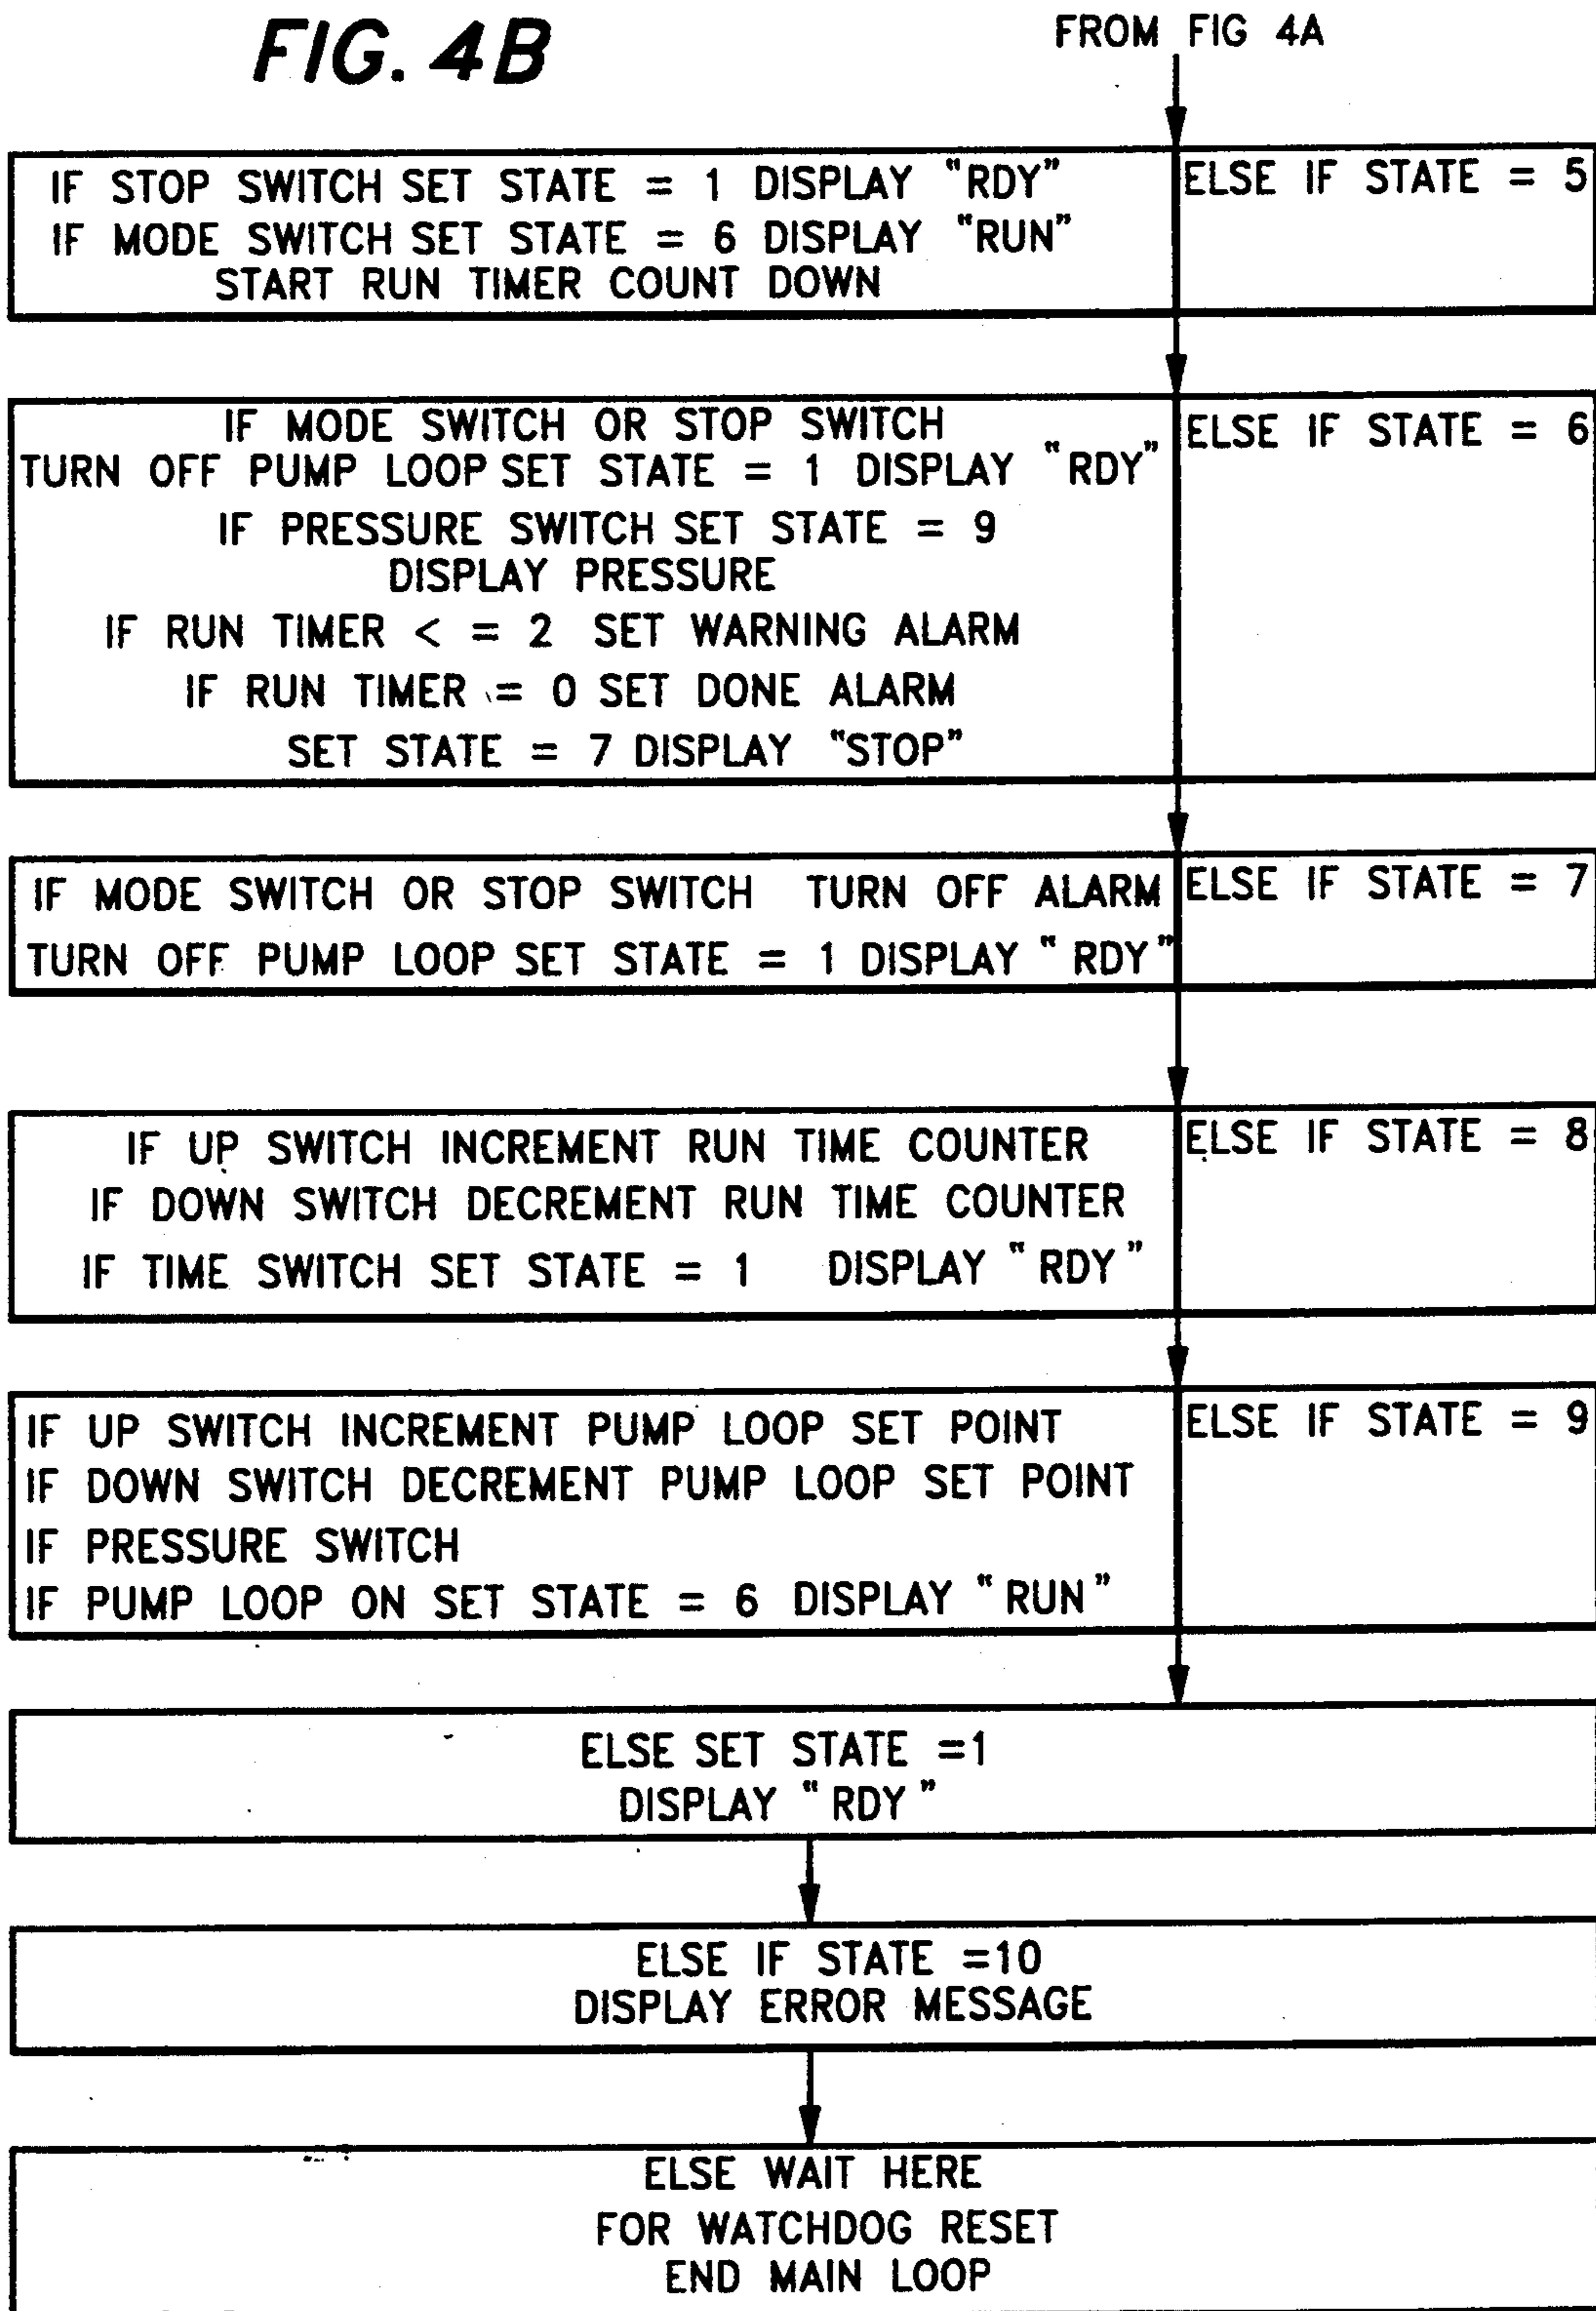 FIG. 4B
FROM FIG 4A
IF STOP SWITCH SET STATE = 1 DISPLAY "RDY"
IF MODE SWITCH SET STATE = 6 DISPLAY "RUN"
START RUN TIMER COUNT DOWN
ELSE IF STATE = 5
IF MODE SWITCH OR STOP SWITCH
TURN OFF PUMP LOOP SET STATE = 1 DISPLAY "RDY"
IF PRESSURE SWITCH SET STATE = 9
DISPLAY PRESSURE
IF RUN TIMER < = 2 SET WARNING ALARM
IF RUN TIMER = 0 SET DONE ALARM
SET STATE = 7 DISPLAY "STOP"
ELSE IF STATE = 6
IF MODE SWITCH OR STOP SWITCH TURN OFF ALARM
TURN OFF PUMP LOOP SET STATE = 1 DISPLAY "RDY"
ELSE IF STATE = 7
IF UP SWITCH INCREMENT RUN TIME COUNTER
IF DOWN SWITCH DECREMENT RUN TIME COUNTER
IF TIME SWITCH SET STATE = 1 DISPLAY "RDY"
ELSE IF STATE = 8
IF UP SWITCH INCREMENT PUMP LOOP SET POINT
IF DOWN SWITCH DECREMENT PUMP LOOP SET POINT
IF PRESSURE SWITCH
IF PUMP LOOP ON SET STATE = 6 DISPLAY "RUN"
ELSE IF STATE = 9
ELSE SET STATE =1
DISPLAY "RDY"
ELSE IF STATE =10
DISPLAY ERROR MESSAGE
ELSE WAIT HERE
FOR WATCHDOG RESET
END MAIN LOOP